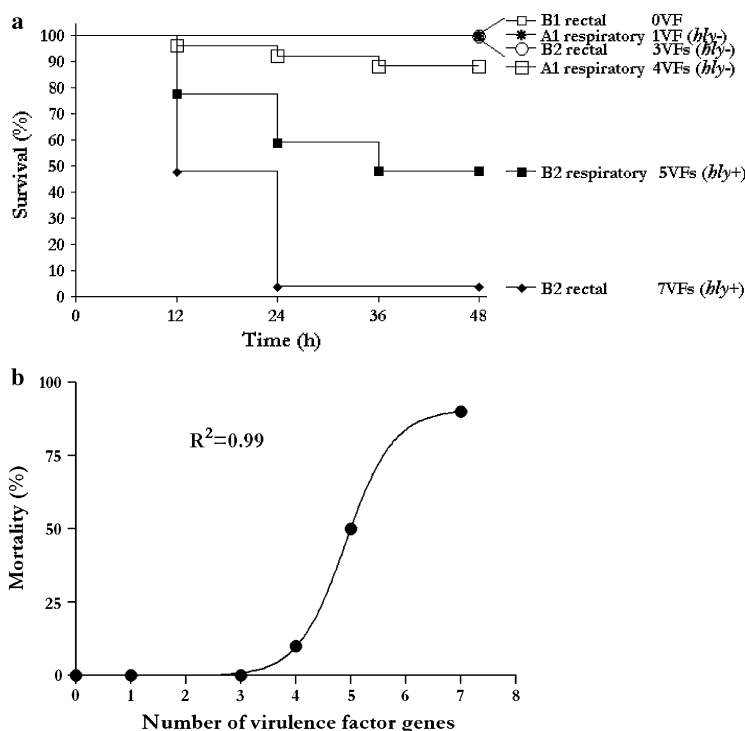 a
100
90
80
70
60
50
40
30
20
10
0
Survival (%)
0 12 24 36 48
Time (h)
B1 rectal 0VF
A1 respiratory 1VF (hly-)
B2 rectal 3VFs (hly-)
A1 respiratory 4VFs (hly-)
B2 respiratory 5VFs (hly+)
B2 rectal 7VFs (hly+)
b
100
75
50
25
0
Mortality (%)
R²=0.99
0 1 2 3 4 5 6 7 8
Number of virulence factor genes